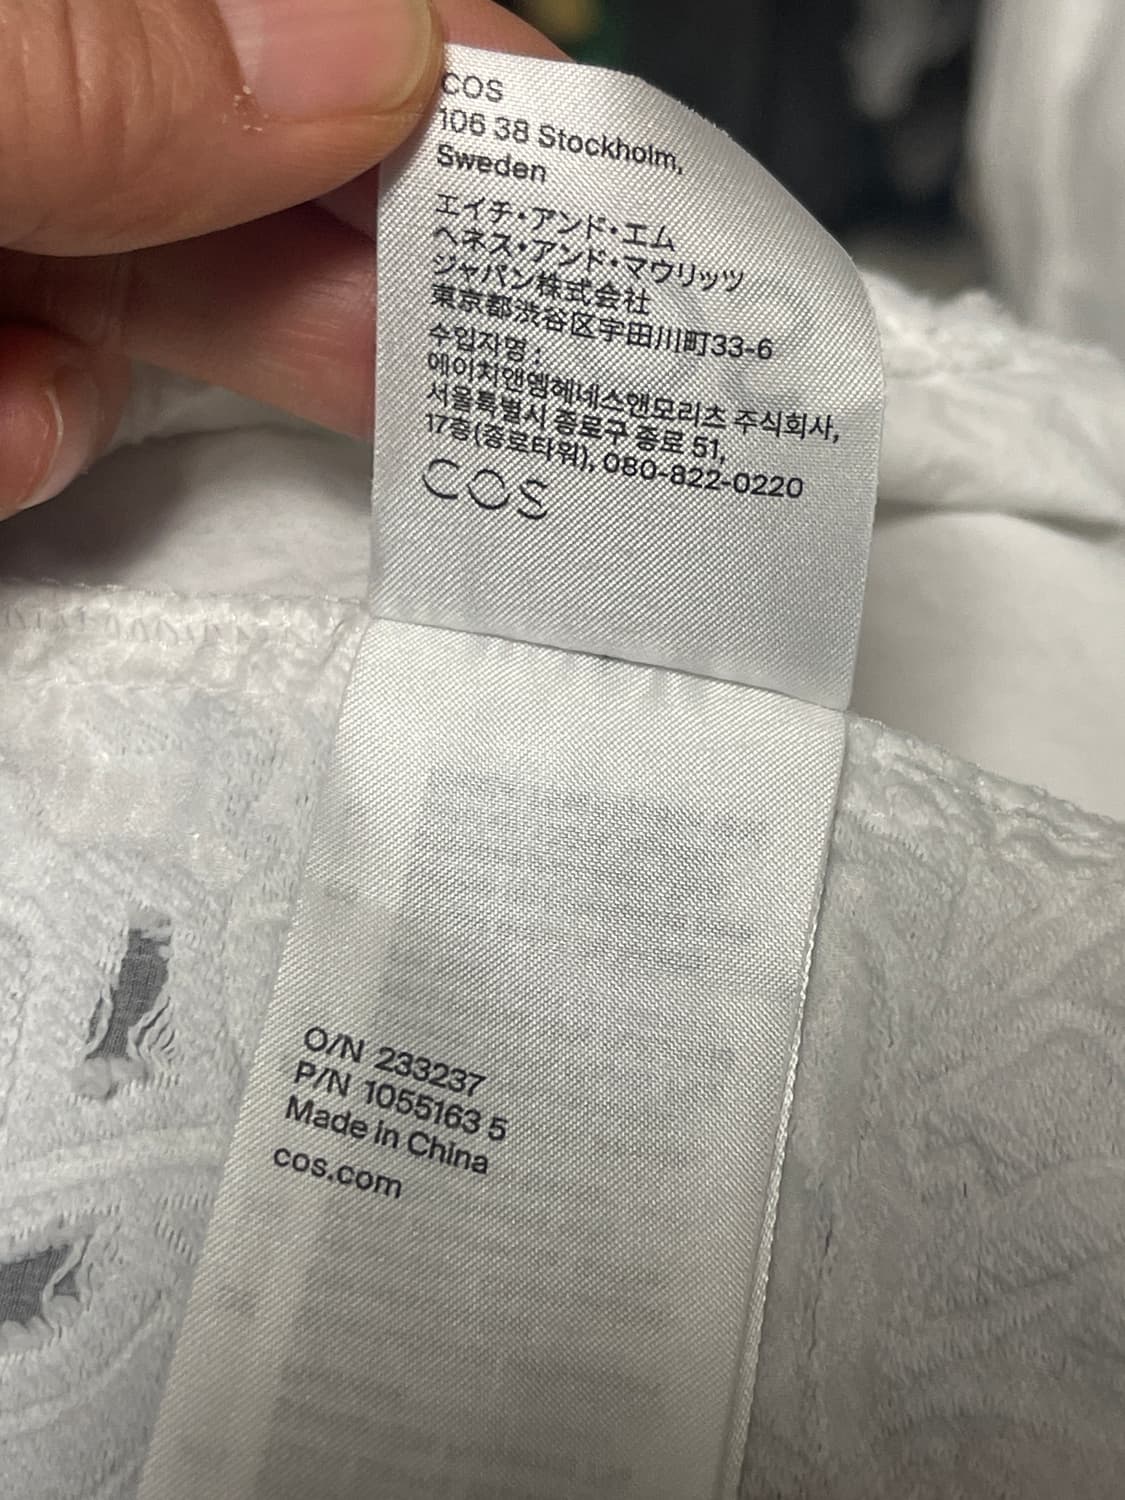 COS
106 38 Stockholm,
Sweden
エイチ・アンド・エム
ヘネス・アンド・マウリッツ
ジャパン株式会社
東京都渋谷区宇田川町33-6
수입자명 :
에이치앤엠헤네스앤모리츠 주식회사,
서울특별시 종로구 종로 51,
17층(종로타워), 080-822-0220
COS
O/N 233237
P/N 1055163 5
Made in China
cos.com